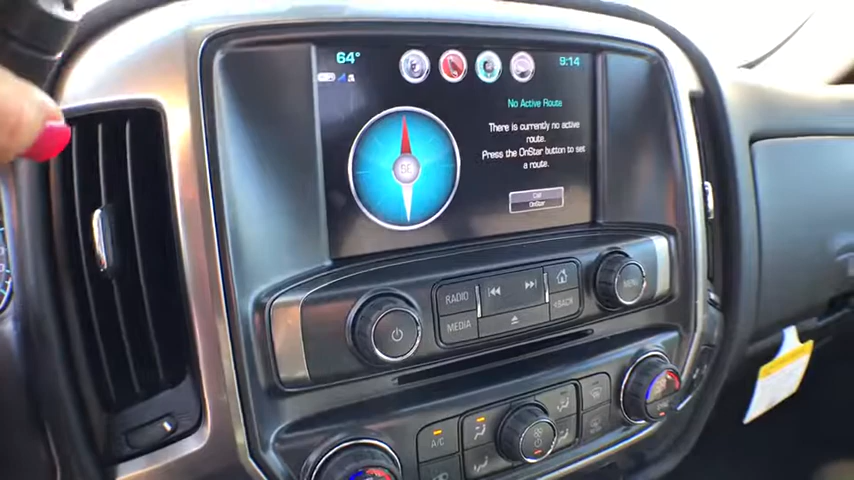 64°
9:14
No Active Route
There is currently no active
route.
Press the OnStar button to set
a route.
SE
Call
OnStar
RADIO
MEDIA
MENU
BACK
A/C